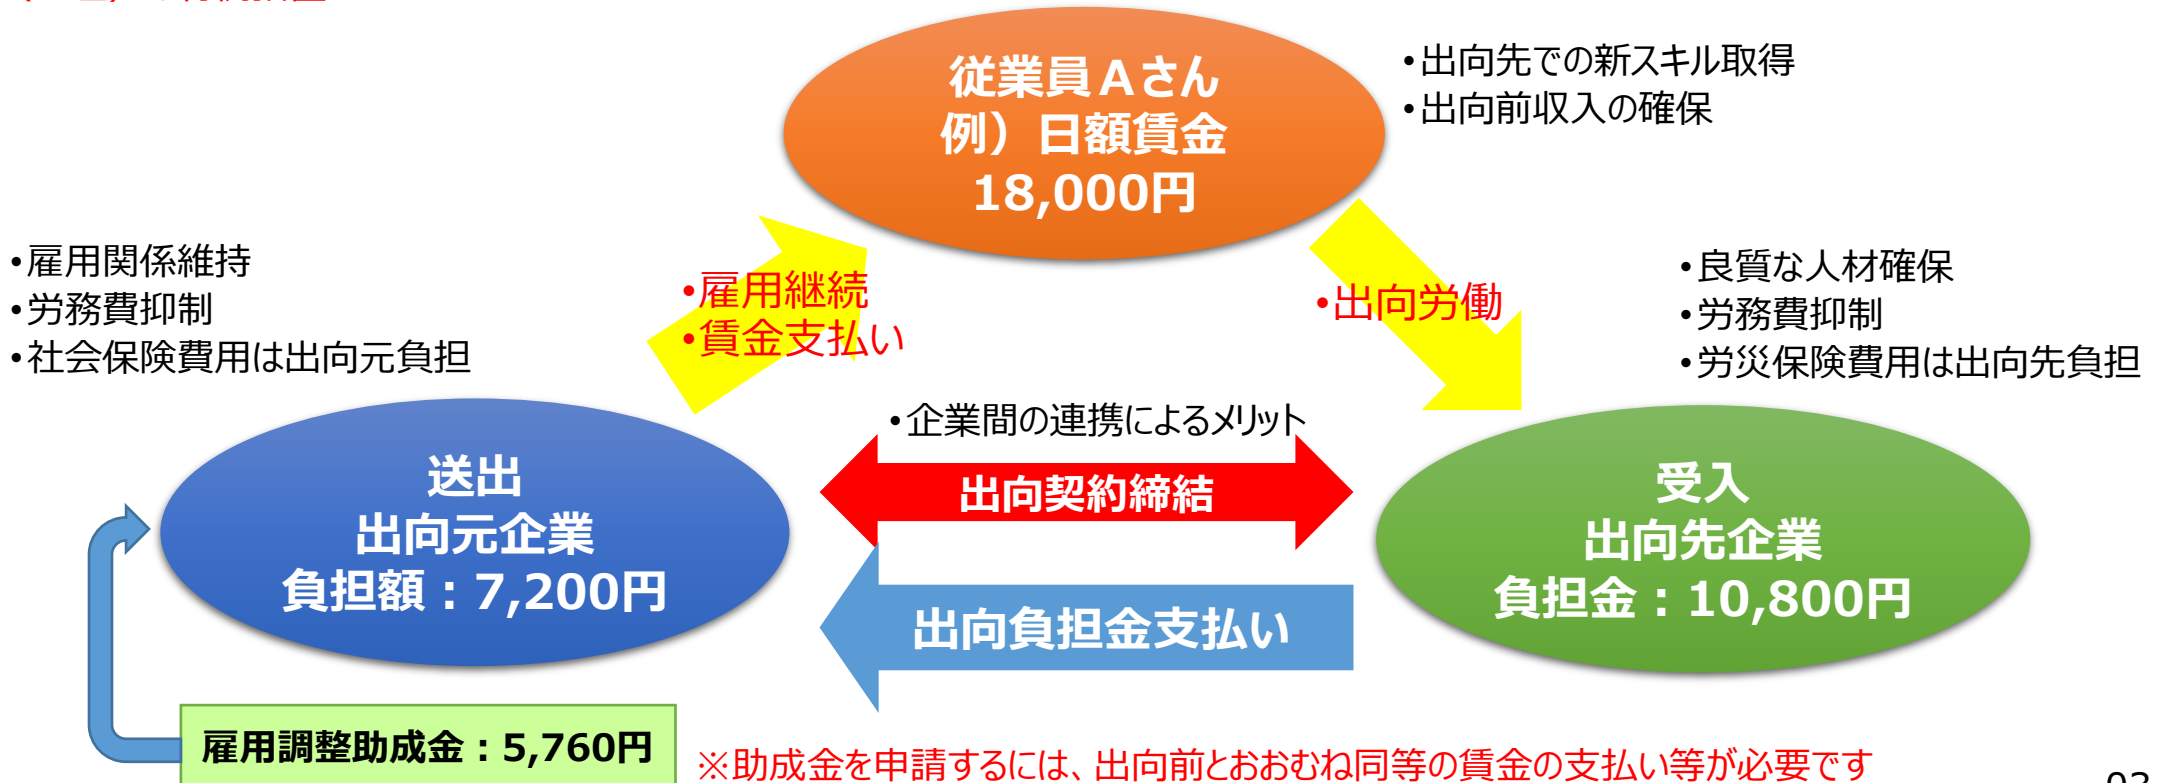 従業員Aさん
例）日額賃金
18,000円
•出向先での新スキル取得
•出向前収入の確保
•雇用関係維持
•労務費抑制
•社会保険費用は出向元負担
•雇用継続
•賃金支払い
•出向労働
•良質な人材確保
•労務費抑制
•労災保険費用は出向先負担
•企業間の連携によるメリット
出向契約締結
送出
出向元企業
負担額：7,200円
受入
出向先企業
負担金：10,800円
出向負担金支払い
雇用調整助成金：5,760円
※助成金を申請するには、出向前とおおむね同等の賃金の支払い等が必要です